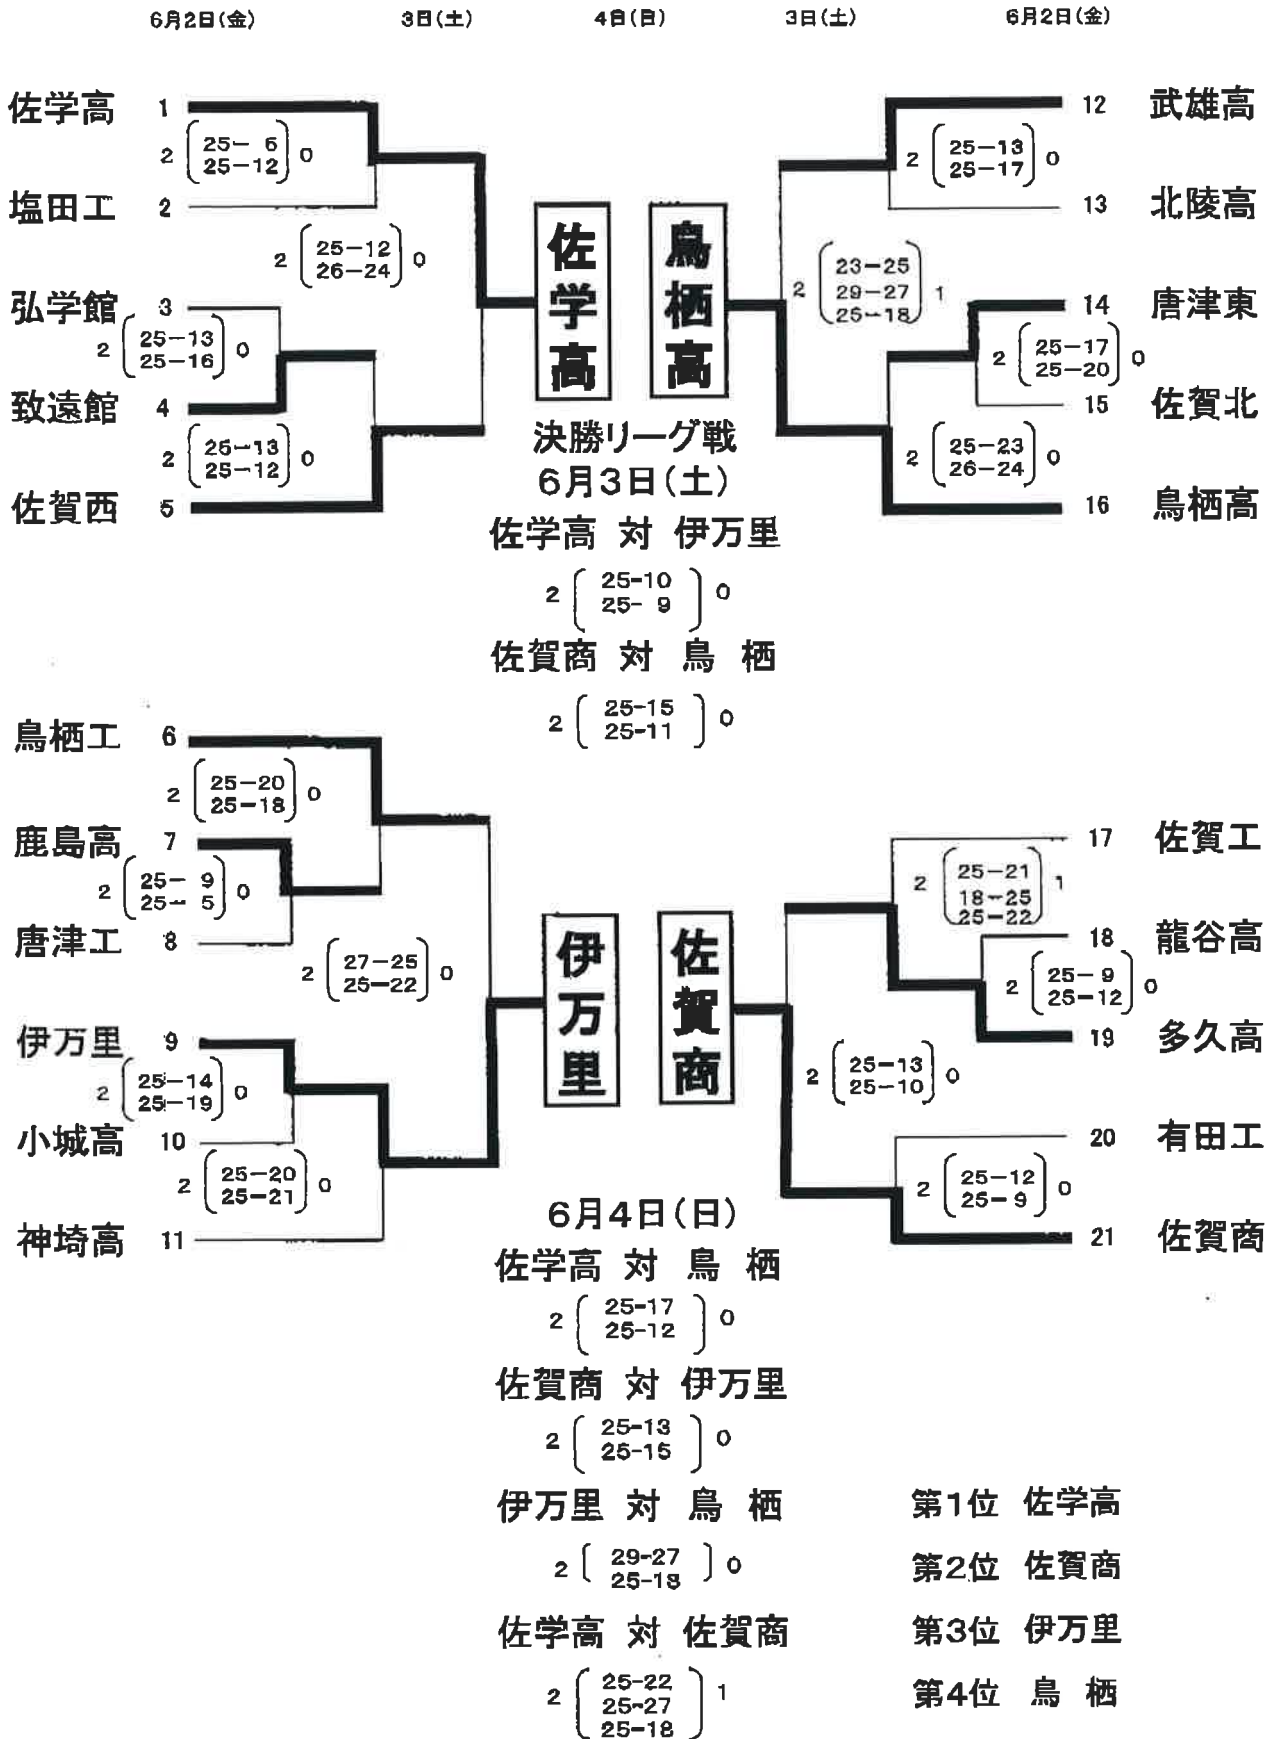 6月2日(金) 3日(土) 4日(日) 3日(土) 6月2日(金)
佐学高 1
2 25- 6 0
25-12
塩田工 2
2 25-12 0
26-24
弘学館 3
2 25-13 0
25-16
致遠館 4
2 25-13 0
25-12
佐賀西 5
佐学高
鳥栖高
12 武雄高
2 25-13 0
25-17
13 北陵高
2 23-25 1
29-27
25-18
14 唐津東
2 25-17 0
25-20
15 佐賀北
2 25-23 0
26-24
16 鳥栖高
決勝リーグ戦
6月3日(土)
佐学高 対 伊万里
2 25-10 0
25- 9
佐賀商 対 鳥 栖
2 25-15 0
25-11
鳥栖工 6
2 25-20 0
25-18
鹿島高 7
2 25- 9 0
25- 5
唐津工 8
2 27-25 0
25-22
伊万里 9
2 25-14 0
25-19
小城高 10
2 25-20 0
25-21
神埼高 11
伊万里
佐賀商
17 佐賀工
2 25-21 1
18-25
25-22
18 龍谷高
2 25- 9 0
25-12
19 多久高
2 25-13 0
25-10
20 有田工
2 25-12 0
25- 9
21 佐賀商
6月4日(日)
佐学高 対 鳥 栖
2 25-17 0
25-12
佐賀商 対 伊万里
2 25-13 0
25-15
伊万里 対 鳥 栖
2 29-27 0
25-18
佐学高 対 佐賀商
2 25-22 1
25-27
25-18
第1位 佐学高
第2位 佐賀商
第3位 伊万里
第4位 鳥 栖